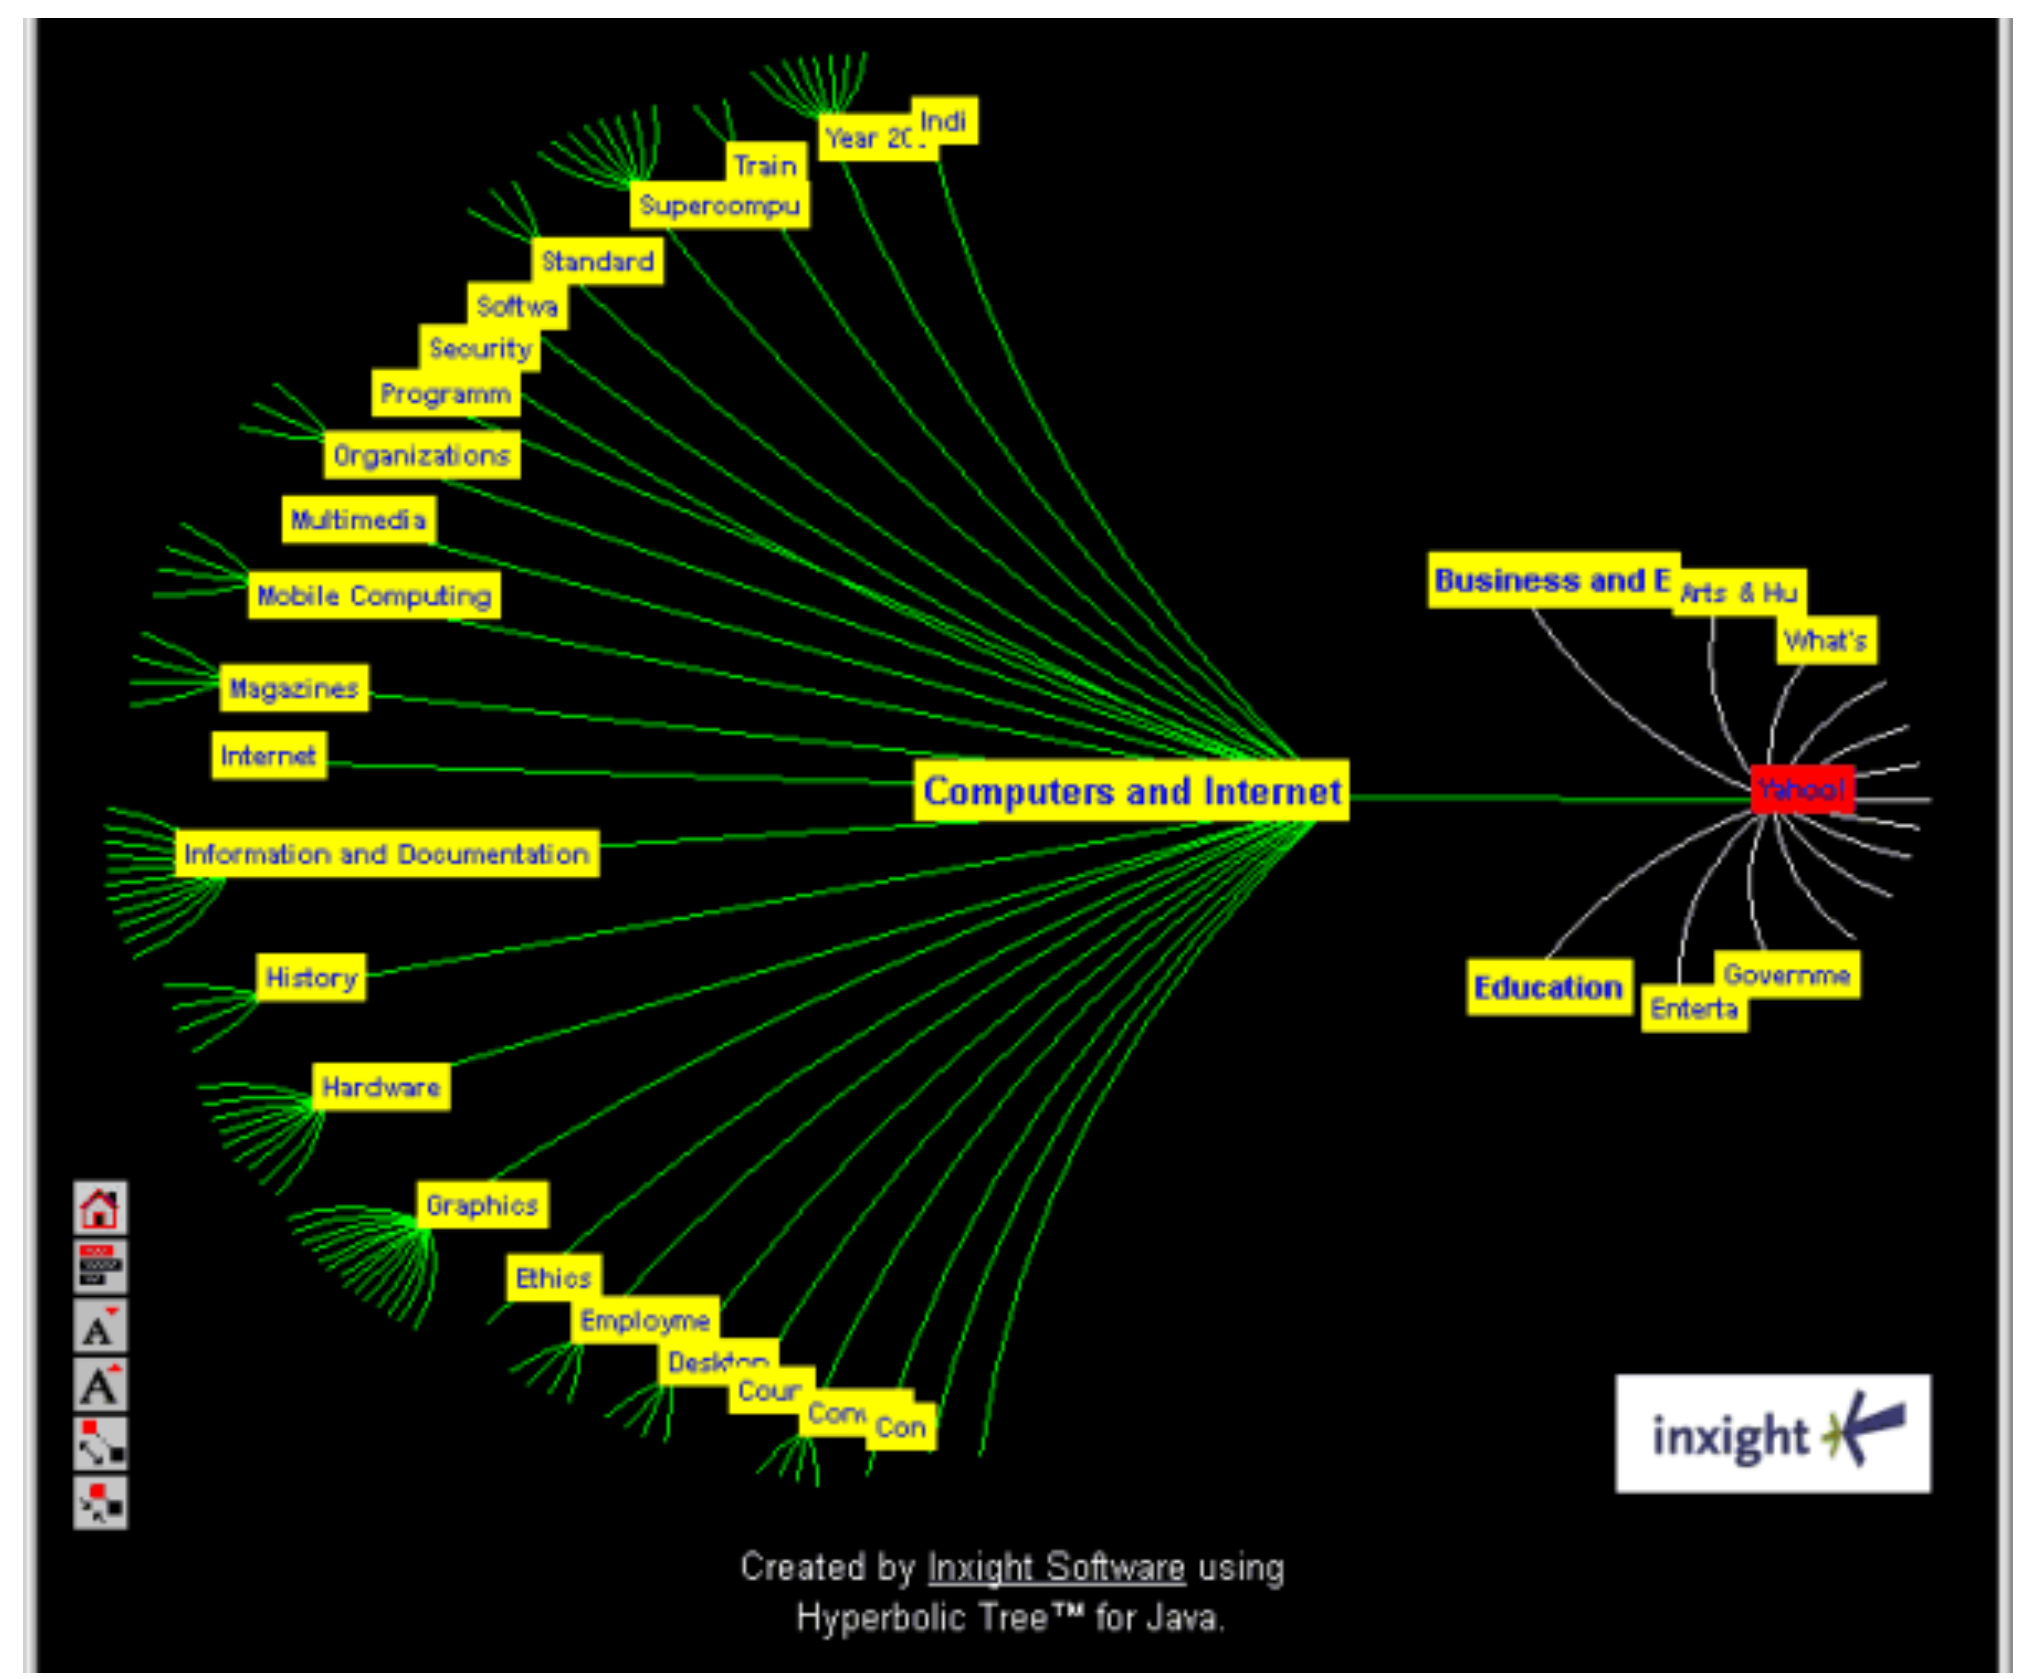 Indi
Year 20
Train
Supercompu
Standard
Softwa
Security
Programm
Organizations
Multimedia
Mobile Computing
Magazines
Internet
Information and Documentation
History
Hardware
Graphics
Ethics
Employme
Desktop
Cour
Con
Computers and Internet
Business and E
Arts & Hu
What's
Yahoo!
Education
Enterta
Governme
inxight
Created by Inxight Software using
Hyperbolic Tree™ for Java.